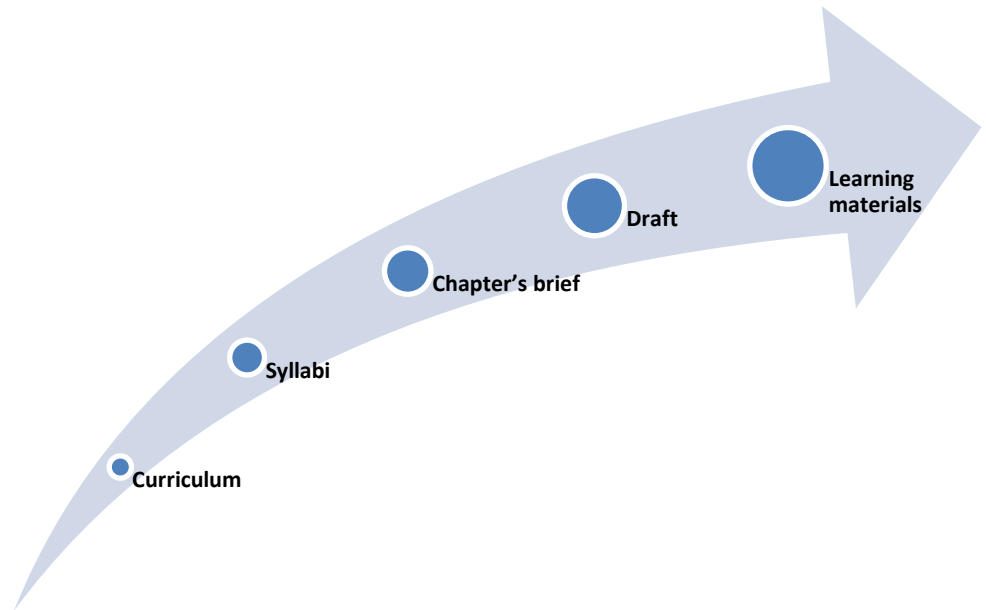 Learning
materials
Draft
Chapter’s brief
Syllabi
Curriculum